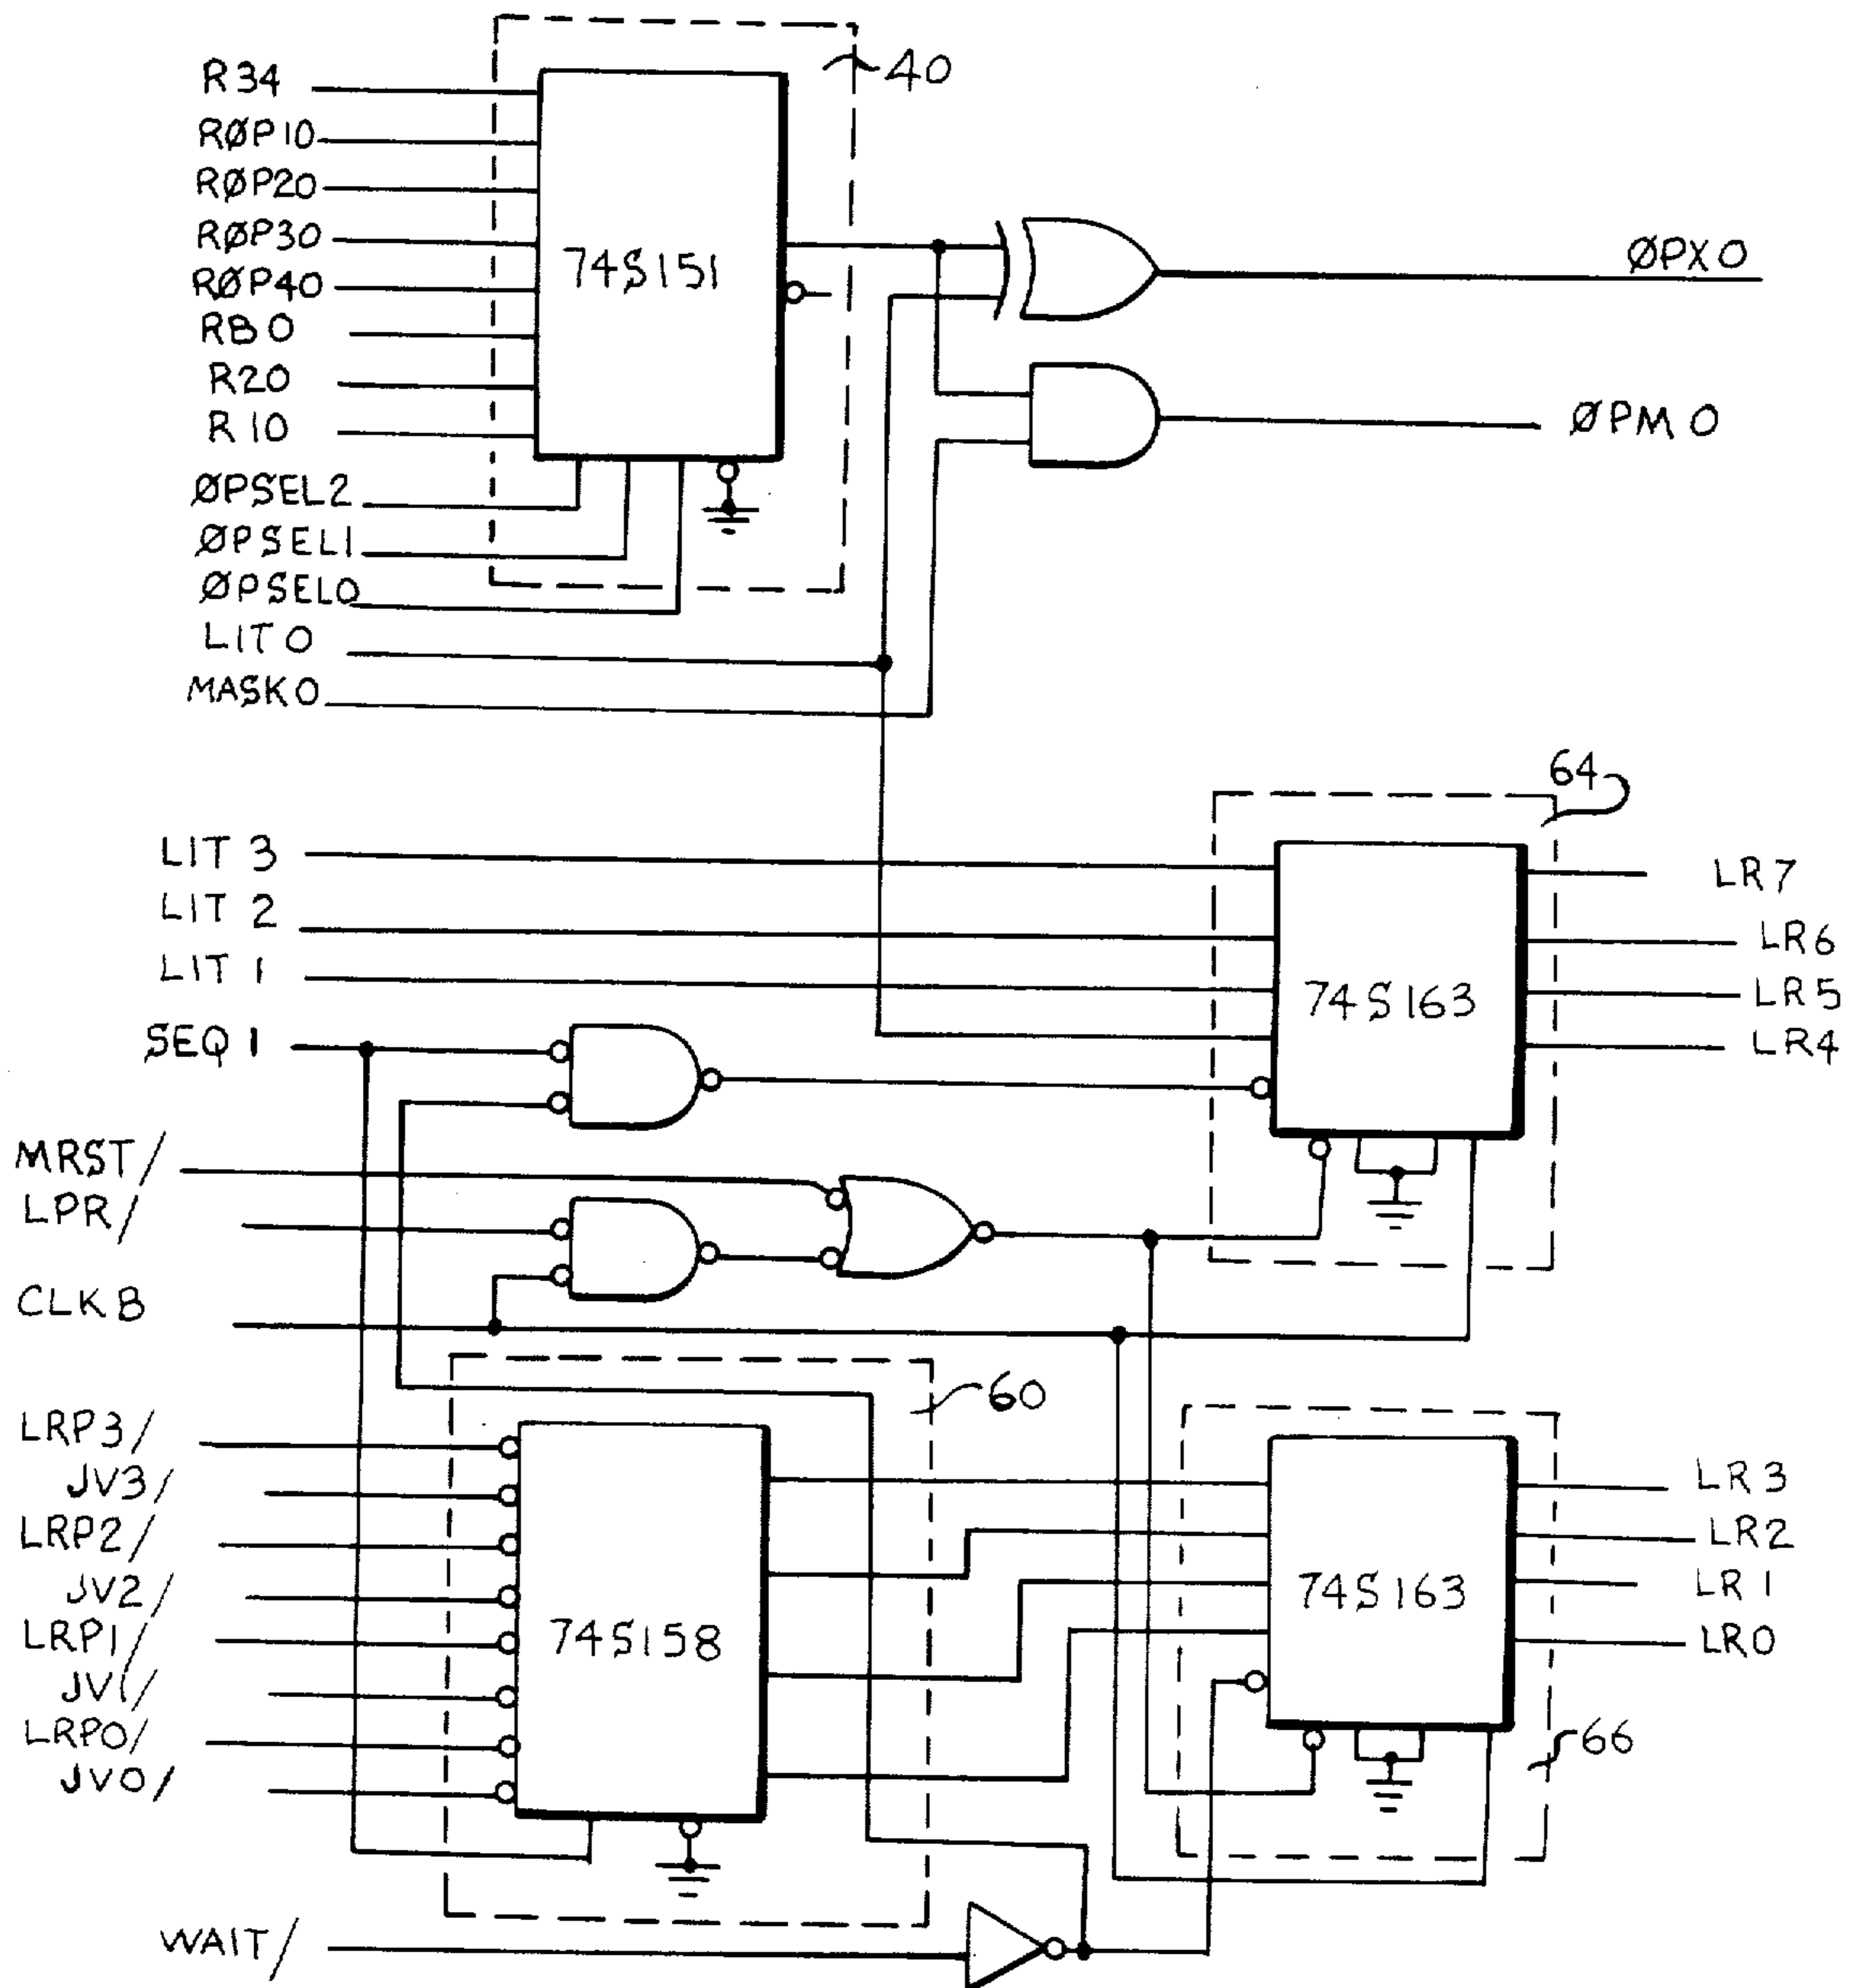 R34
RØP10
RØP20
RØP30
RØP40
RB0
R20
R10
ØPSEL2
ØPSEL1
ØPSEL0
LIT0
MASK0
74S151
40
ØPX0
ØPM0
64
LIT 3
LIT 2
LIT 1
SEQ 1
MRST/
LPR/
CLKB
74S163
LR7
LR6
LR5
LR4
60
LRP3/
JV3/
LRP2/
JV2/
LRP1/
JV1/
LRP0/
JV0/
WAIT/
74S158
74S163
LR3
LR2
LR1
LR0
66